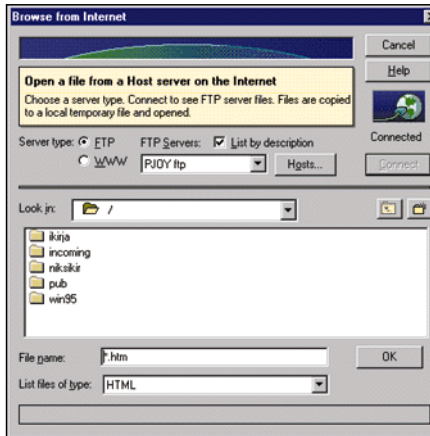 Browse from Internet
Cancel
Open a file from a Host server on the Internet
Help
Choose a server type. Connect to see FTP server files. Files are copied
to a local temporary file and opened.
Server type: FTP FTP Servers: List by description Connected
WWW PJOY ftp Hosts... Connect
Look in: /
ikirja
incoming
niksikir
pub
win95
File name: *.htm OK
List files of type: HTML